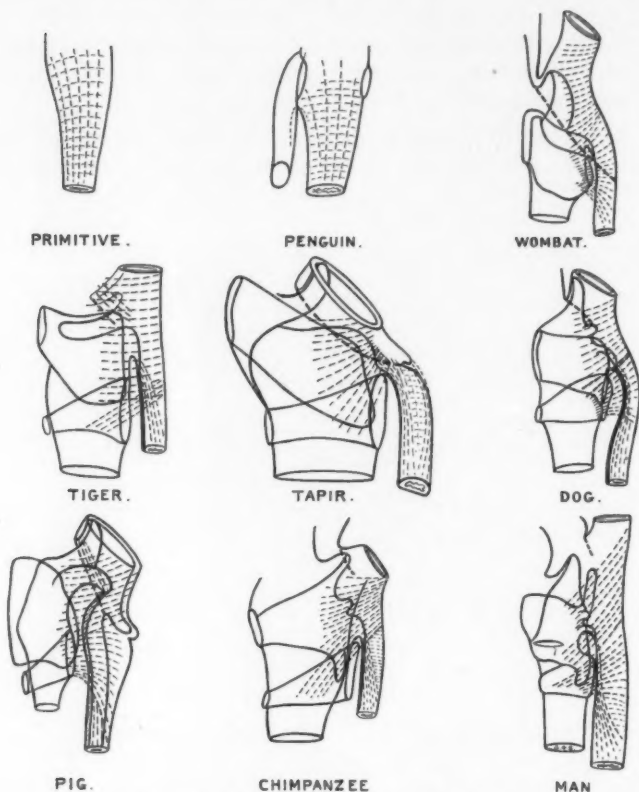 PRIMITIVE.
PENGUIN.
WOMBAT.
TIGER.
TAPIR.
DOG.
PIG.
CHIMPANZEE
MAN